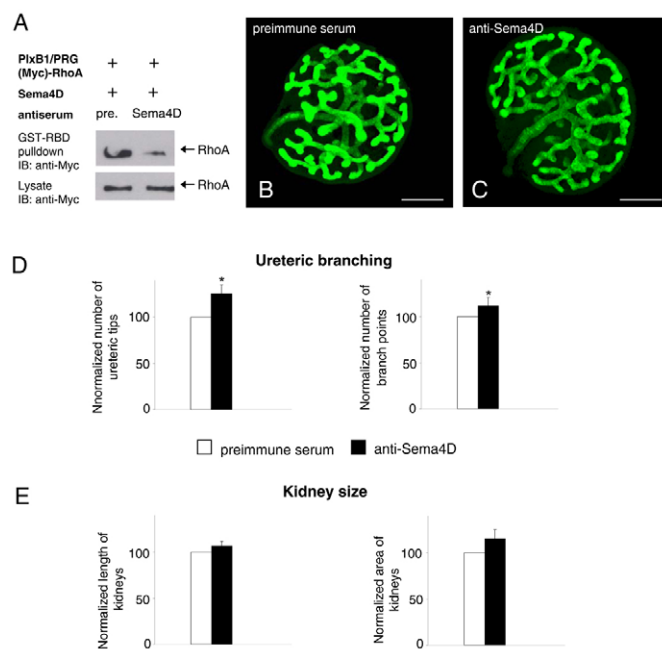 A
PlxB1/PRG + +
(Myc)-RhoA
Sema4D + +
antiserum pre. Sema4D
GST-RBD
pulldown
IB: anti-Myc
← RhoA
Lysate
IB: anti-Myc
← RhoA
preimmune serum
B
anti-Sema4D
C
D
Ureteric branching
Nnormalized number of
ureteric tips
100
50
0
*
Normalized number of
branch points
100
50
0
*
preimmune serum
anti-Sema4D
E
Kidney size
Normalized length of
kidneys
100
50
0
Normalized area of
kidneys
100
50
0